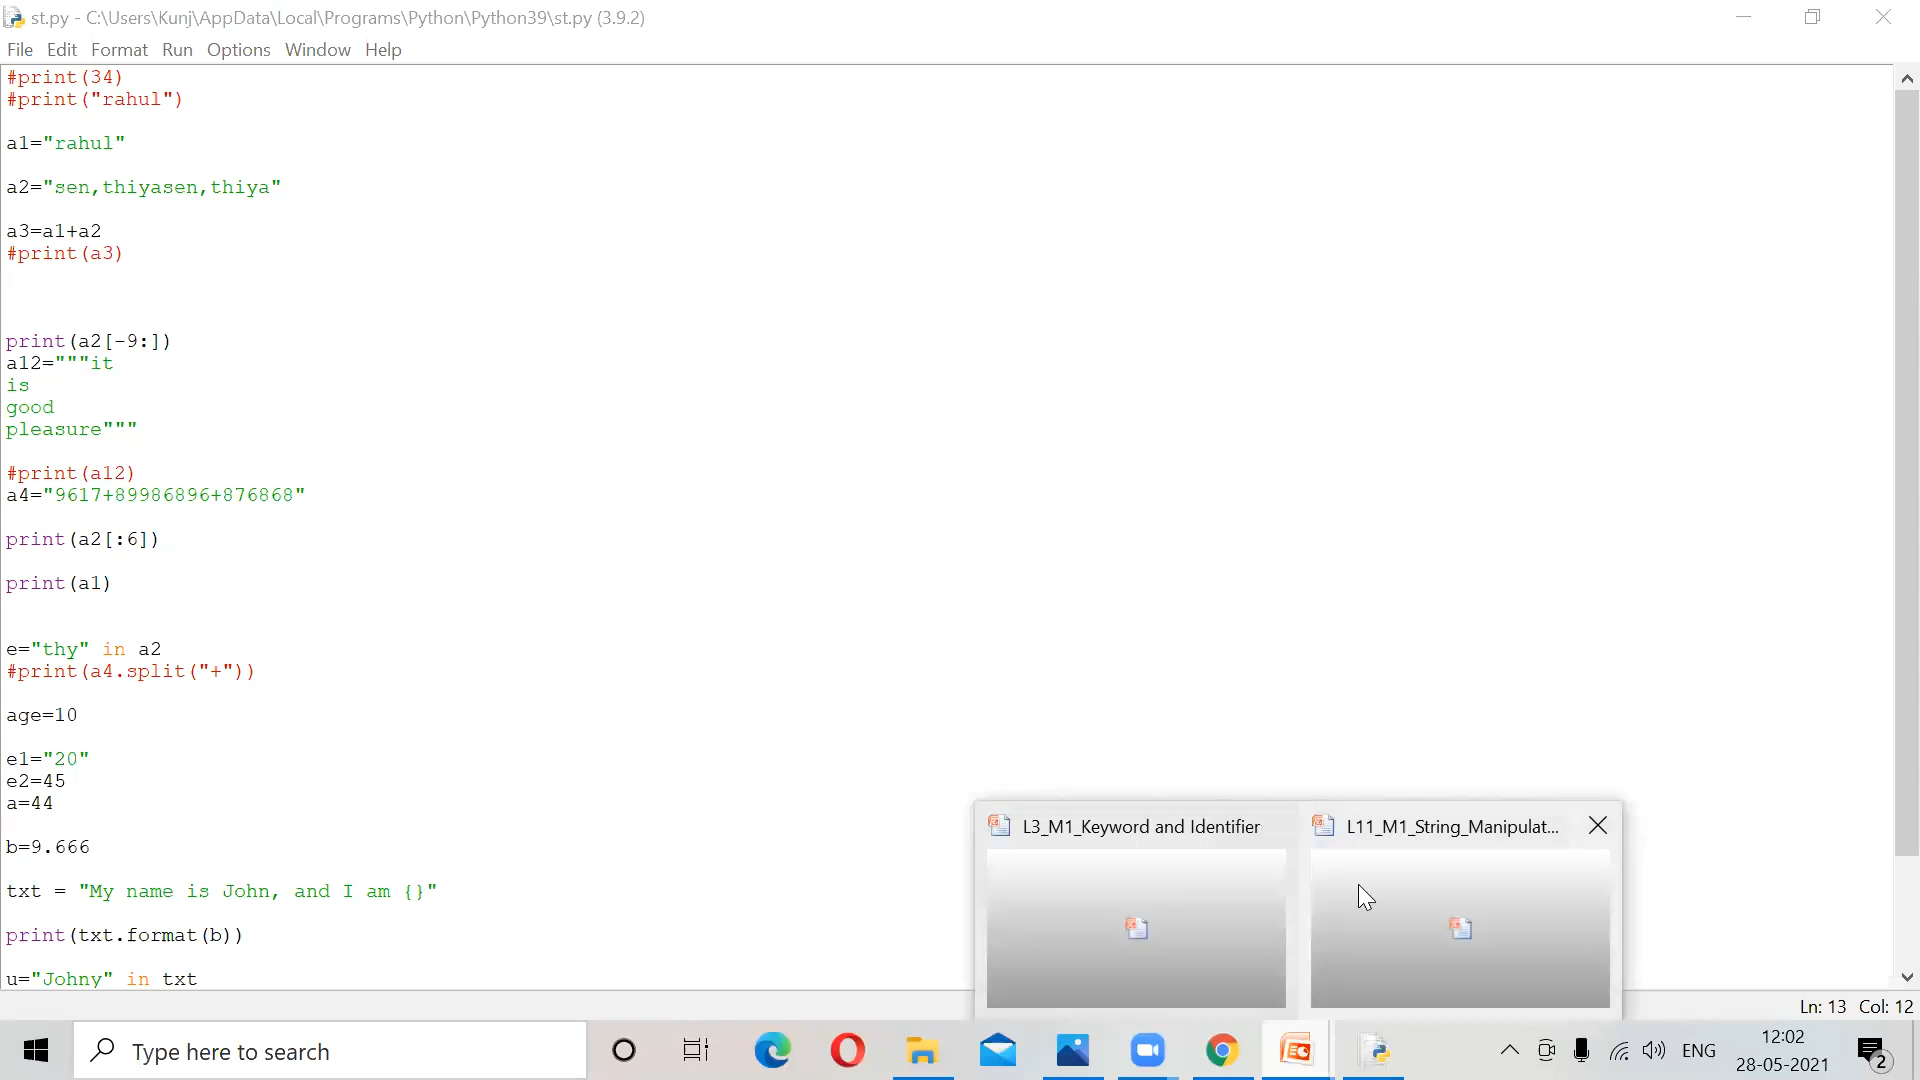 st.py - C:\Users\Kunj\AppData\Local\Programs\Python\Python39\st.py (3.9.2)
File Edit Format Run Options Window Help
#print(34)
#print("rahul")
a1="rahul"
a2="sen,thiyasen,thiya"
a3=a1+a2
#print(a3)
print(a2[-9:])
a12="""it
is
good
pleasure"""
#print(a12)
a4="9617+89986896+876868"
print(a2[:6])
print(a1)
e="thy" in a2
#print(a4.split("+"))
age=10
e1="20"
e2=45
a=44
b=9.666
txt = "My name is John, and I am {}"
print(txt.format(b))
u="Johny" in txt
L3_M1_Keyword and Identifier
L11_M1_String_Manipulat...
Ln: 13 Col: 12
Type here to search
ENG
12:02
28-05-2021
2